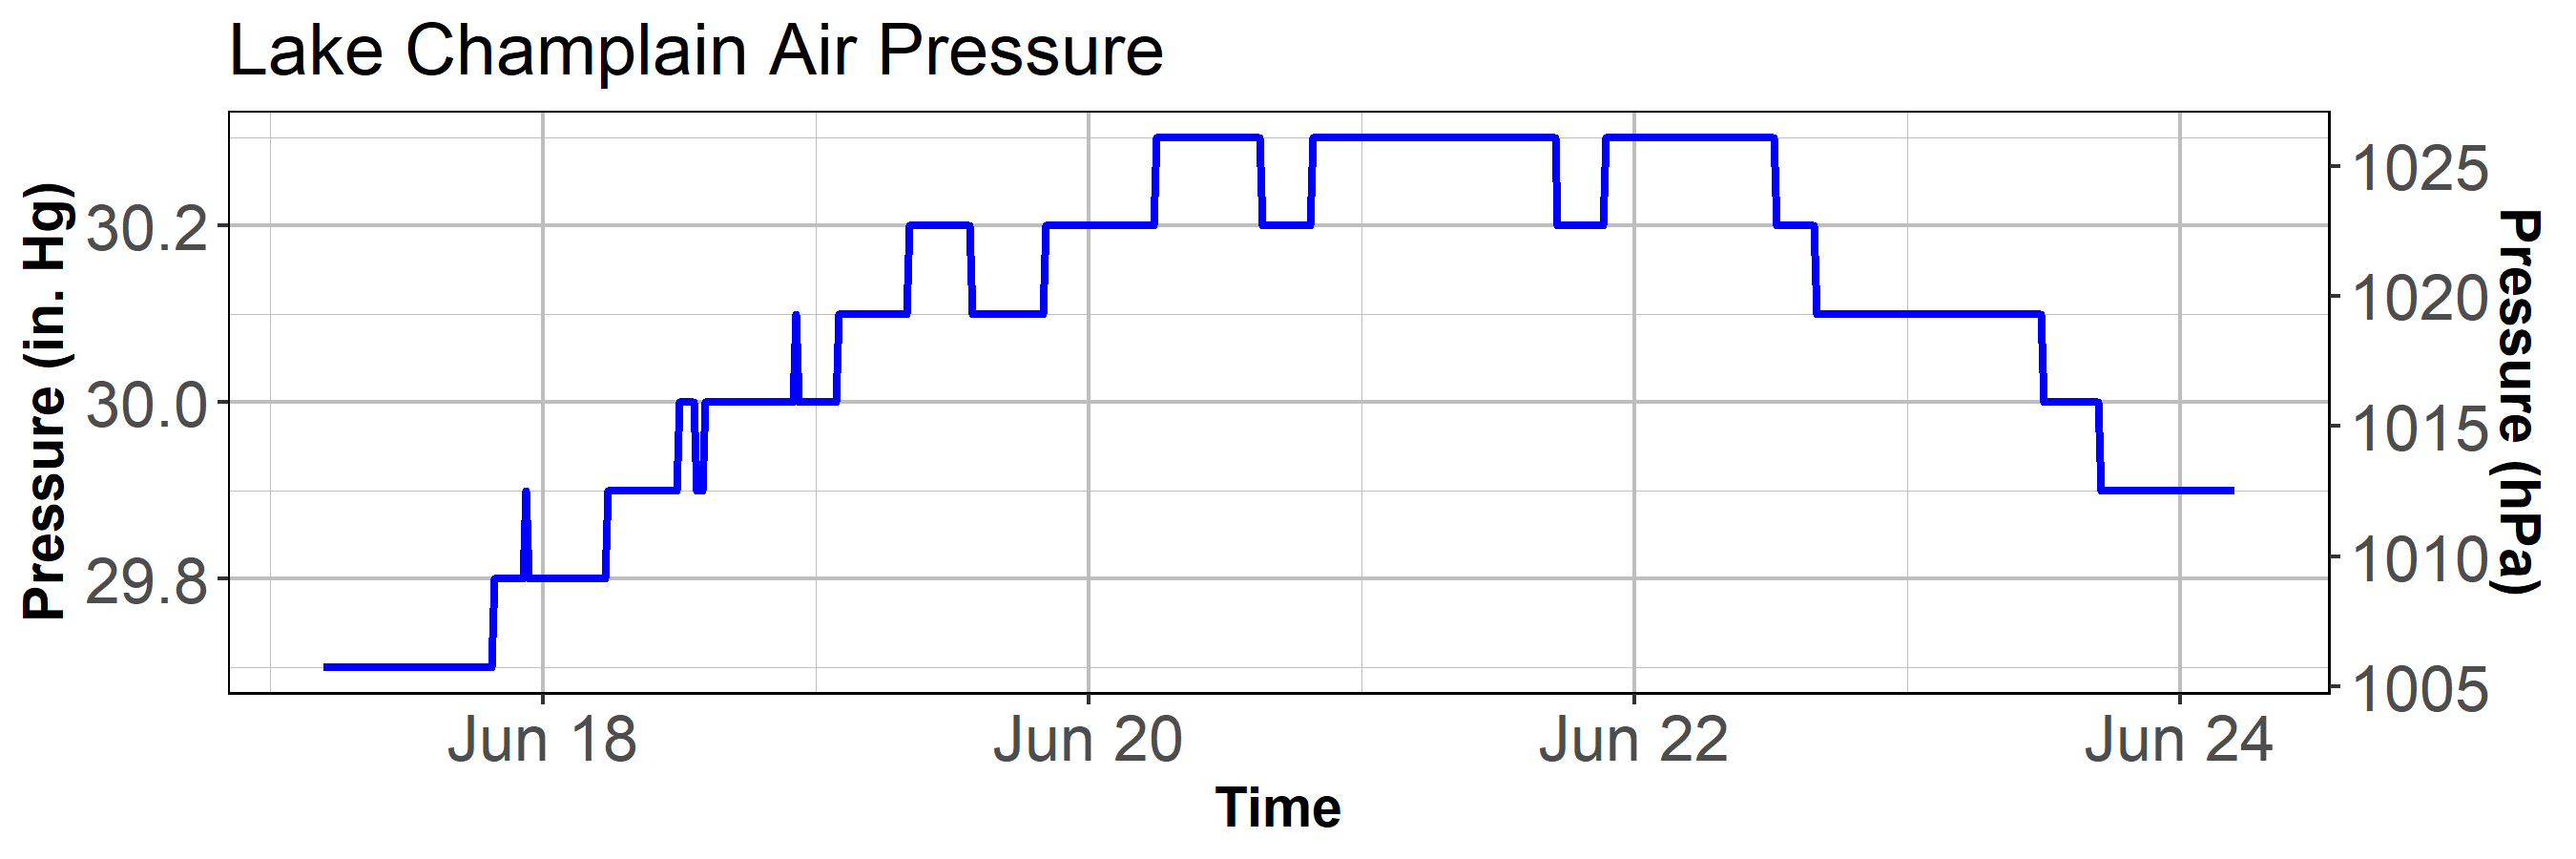 Lake Champlain Air Pressure
Pressure (in. Hg)
30.2
30.0
29.8
1025
1020
1015
1010
1005
Pressure (hPa)
Jun 18 Jun 20 Jun 22 Jun 24
Time